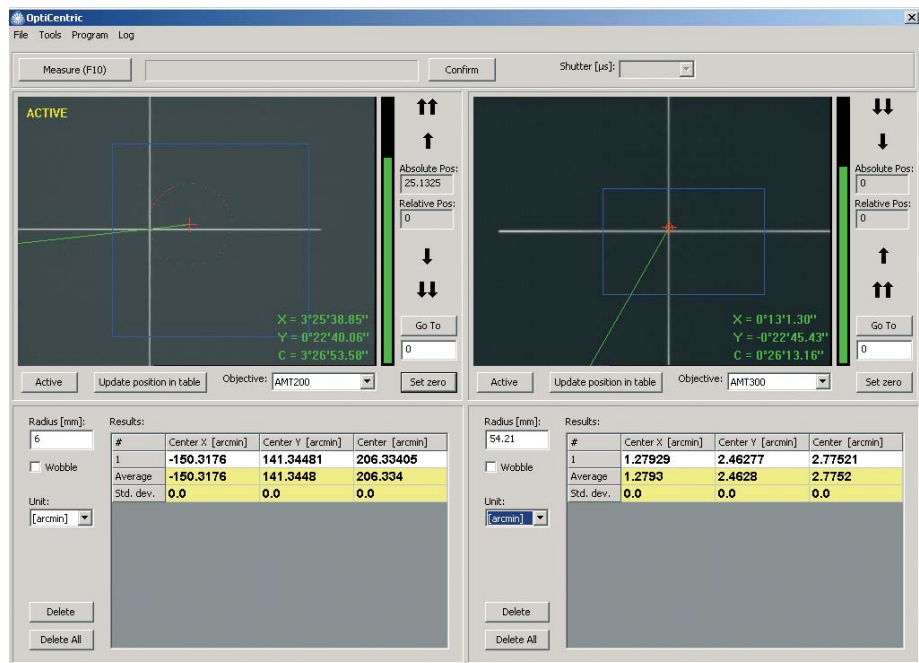 OptiCentric
File Tools Program Log
Measure (F10) Confirm Shutter [µs]:
ACTIVE
Absolute Pos:
25.1325
Relative Pos:
0
X = 3°25'38.85''
Y = 0°22'40.06''
C = 3°26'53.58''
Go To
0
Active Update position in table Objective: AMT200 Set zero
Absolute Pos:
0
Relative Pos:
0
X = 0°13'1.30''
Y = -0°22'45.43''
C = 0°26'13.16''
Go To
0
Active Update position in table Objective: AMT300 Set zero
Radius [mm]: Results:
6
Wobble
Unit:
[arcmin]
# Center X [arcmin] Center Y [arcmin] Center [arcmin]
1 -150.3176 141.34481 206.33405
Average -150.3176 141.3448 206.334
Std. dev. 0.0 0.0 0.0
Delete
Delete All
Radius [mm]: Results:
54.21
Wobble
Unit:
[arcmin]
# Center X [arcmin] Center Y [arcmin] Center [arcmin]
1 1.27929 2.46277 2.77521
Average 1.2793 2.4628 2.7752
Std. dev. 0.0 0.0 0.0
Delete
Delete All